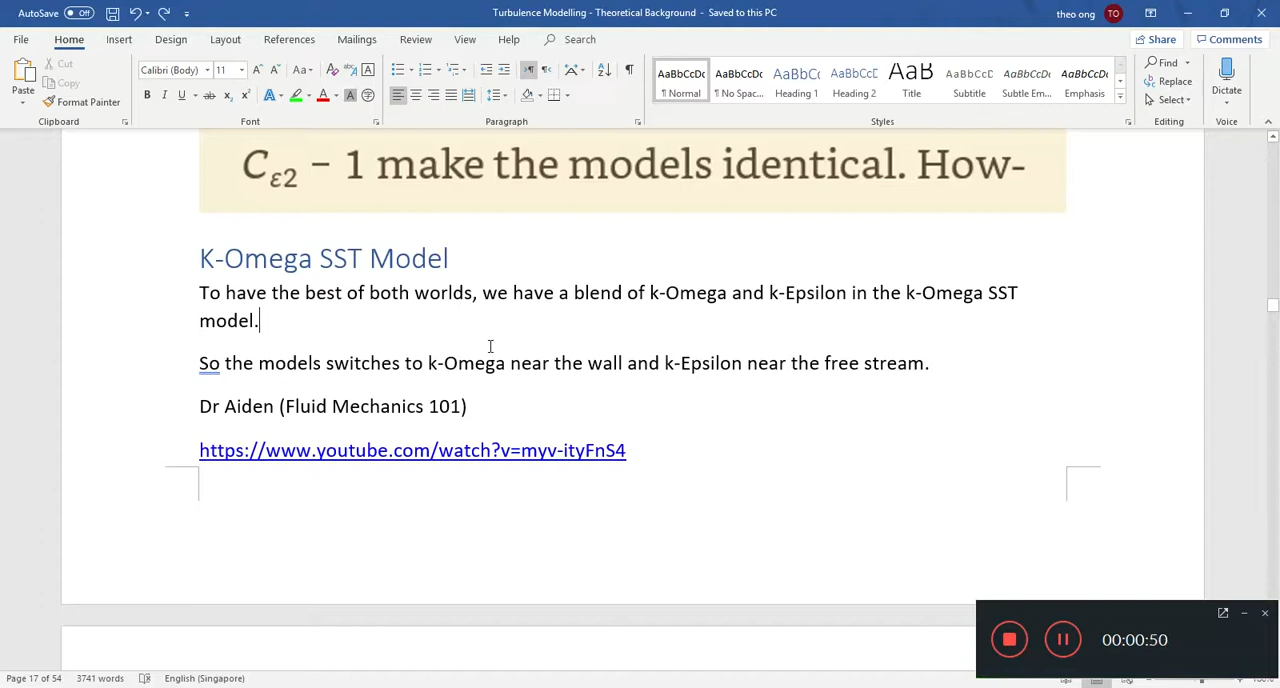 AutoSave Off
Turbulence Modelling - Theoretical Background - Saved to this PC
theo ong TO
File Home Insert Design Layout References Mailings Review View Help Search
Share Comments
Paste
Cut
Copy
Format Painter
Clipboard
Calibri (Body) 11
Font
Paragraph
AaBbCcDc AaBbCcDc AaBbCc AaBbCcD AaB AaBbCcD AaBbCcDc AaBbCcDc
¶ Normal ¶ No Spac... Heading 1 Heading 2 Title Subtitle Subtle Em... Emphasis
Styles
Find
Replace
Select
Editing
Dictate
Voice
Cε2 − 1 make the models identical. How-
K-Omega SST Model
To have the best of both worlds, we have a blend of k-Omega and k-Epsilon in the k-Omega SST
model.
So the models switches to k-Omega near the wall and k-Epsilon near the free stream.
Dr Aiden (Fluid Mechanics 101)
https://www.youtube.com/watch?v=myv-ityFnS4
00:00:50
Page 17 of 54 3741 words English (Singapore)